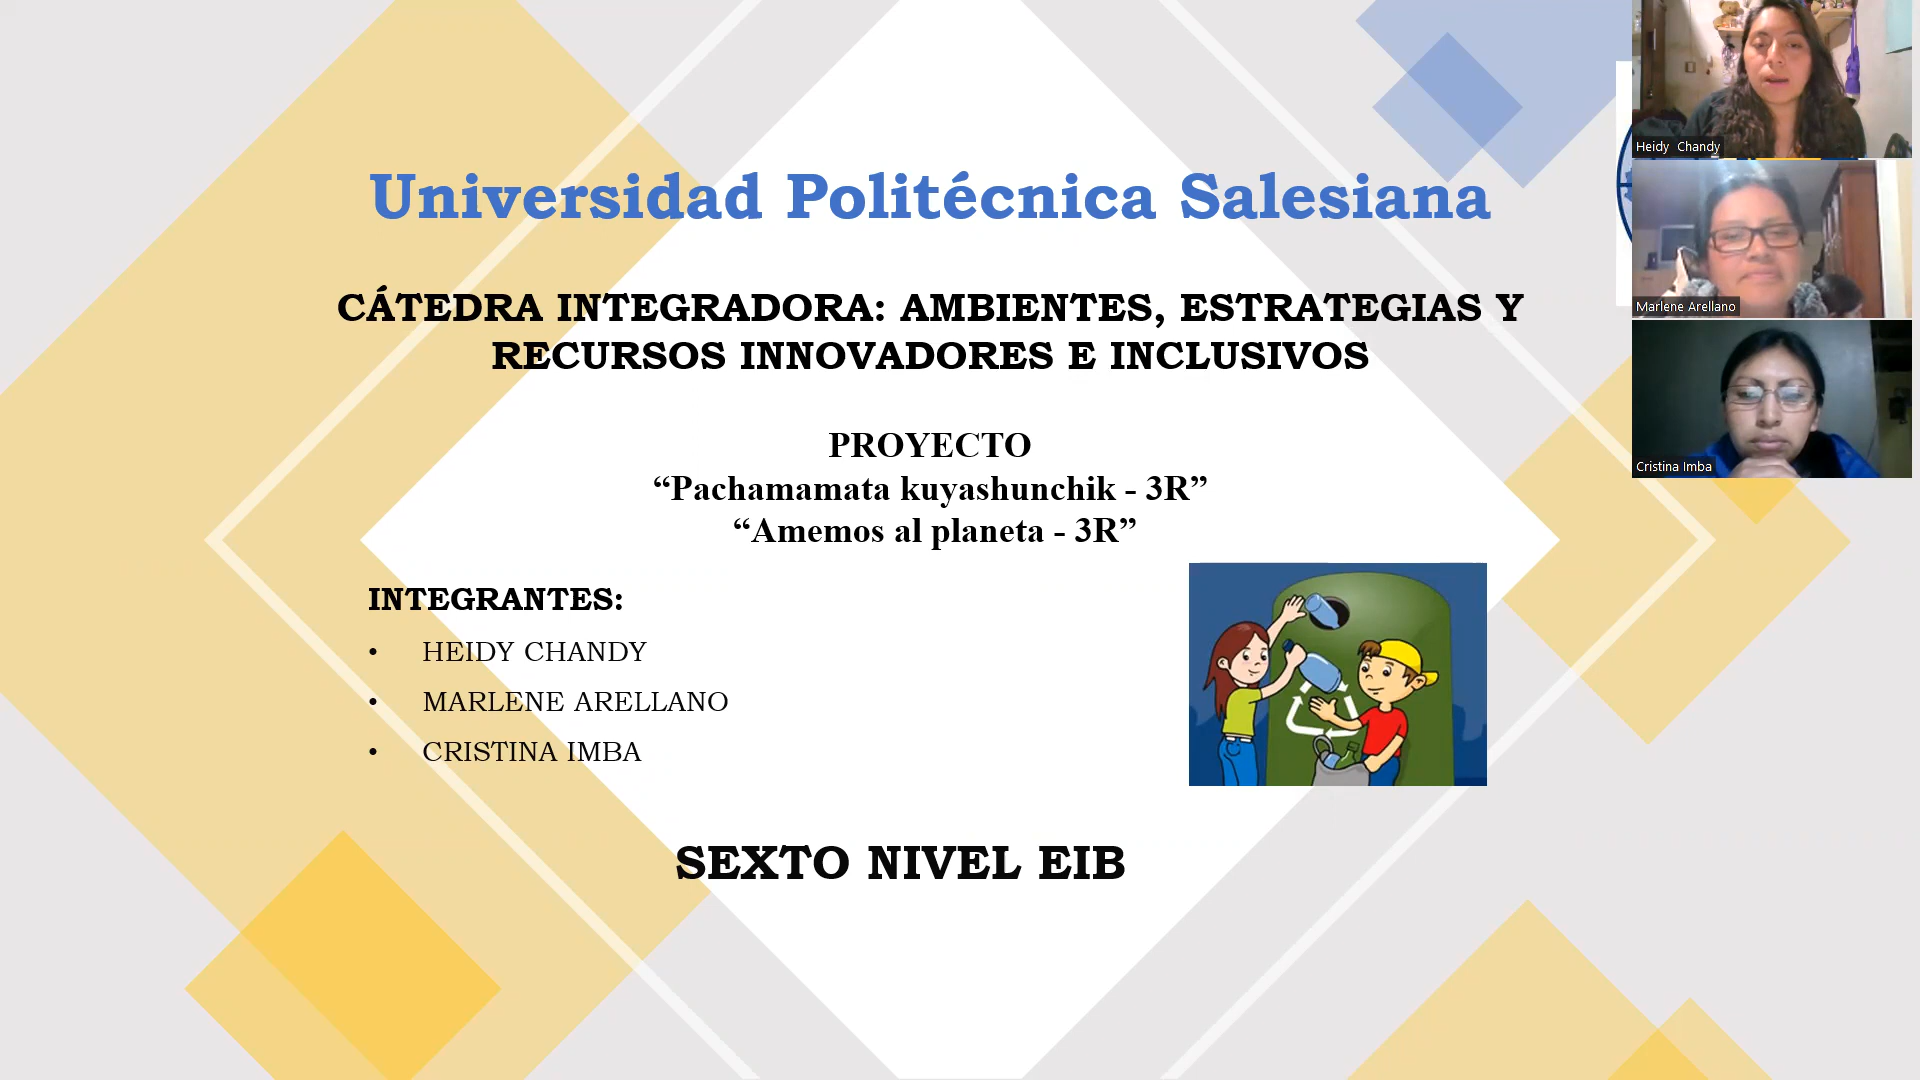 Universidad Politécnica Salesiana
CÁTEDRA INTEGRADORA: AMBIENTES, ESTRATEGIAS Y
RECURSOS INNOVADORES E INCLUSIVOS
PROYECTO
“Pachamamata kuyashunchik - 3R”
“Amemos al planeta - 3R”
INTEGRANTES:
• HEIDY CHANDY
• MARLENE ARELLANO
• CRISTINA IMBA
SEXTO NIVEL EIB
Heidy Chandy
Marlene Arellano
Cristina Imba